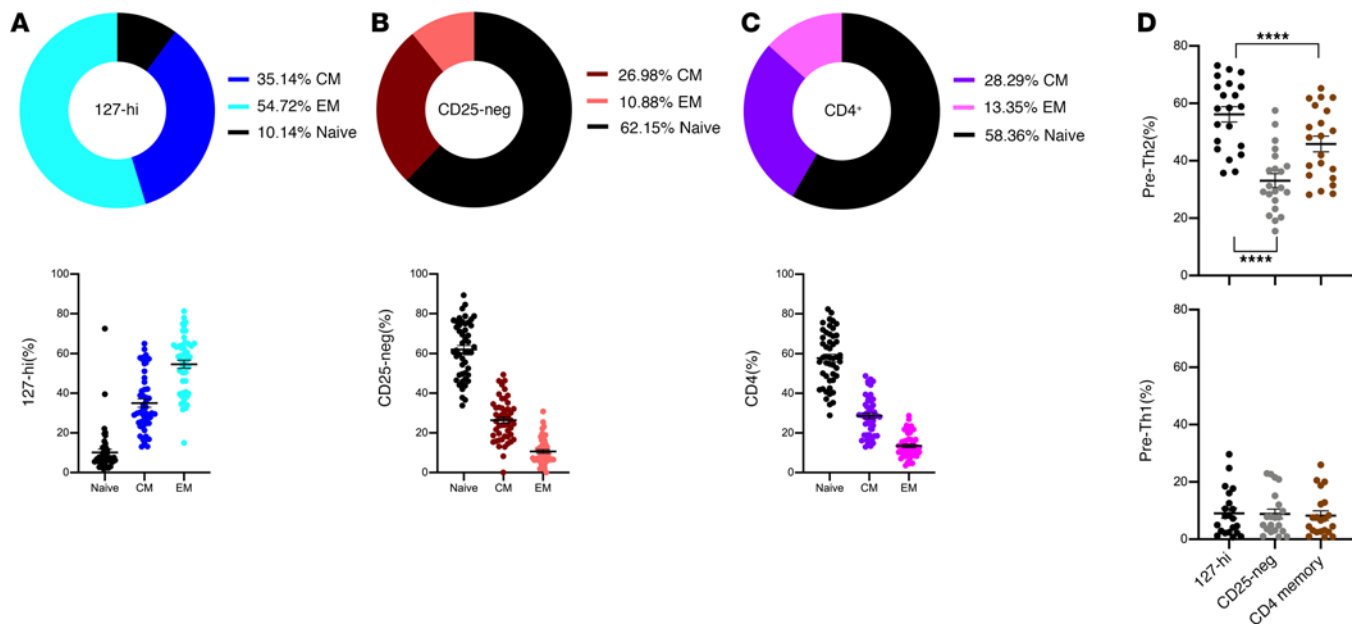 A
127-hi
35.14% CM
54.72% EM
10.14% Naive
127-hi(%)
100
80
60
40
20
0
Naive CM EM
B
CD25-neg
26.98% CM
10.88% EM
62.15% Naive
CD25-neg(%)
100
80
60
40
20
0
Naive CM EM
C
CD4⁺
28.29% CM
13.35% EM
58.36% Naive
CD4(%)
100
80
60
40
20
0
Naive CM EM
D
Pre-Th2(%)
80
60
40
20
0
****
****
Pre-Th1(%)
80
60
40
20
0
127-hi
CD25-neg
CD4 memory